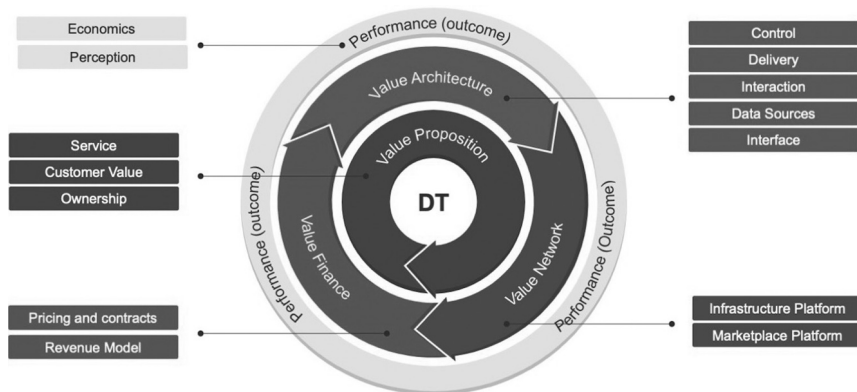 Economics
Perception
Performance (outcome)
Control
Delivery
Interaction
Data Sources
Interface
Value Architecture
Service
Customer Value
Ownership
Value Proposition
DT
Performance (outcome)
Value Finance
Value Network
Performance (Outcome)
Pricing and contracts
Revenue Model
Infrastructure Platform
Marketplace Platform